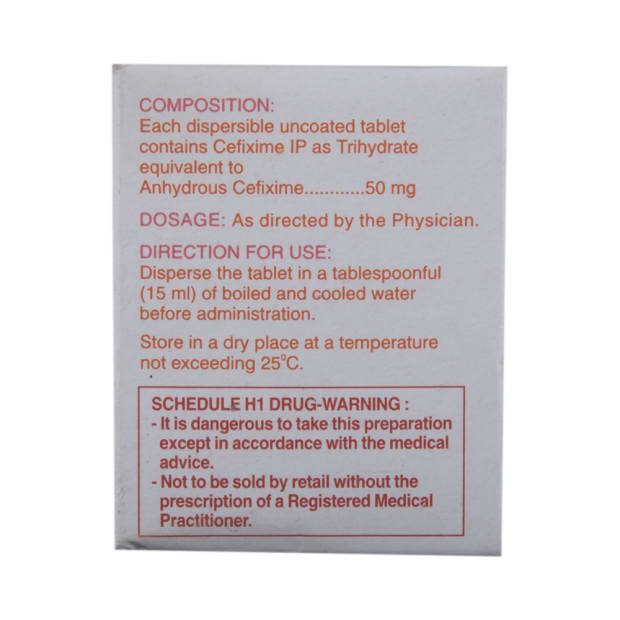 COMPOSITION:
Each dispersible uncoated tablet
contains Cefixime IP as Trihydrate
equivalent to
Anhydrous Cefixime............50 mg
DOSAGE: As directed by the Physician.
DIRECTION FOR USE:
Disperse the tablet in a tablespoonful
(15 ml) of boiled and cooled water
before administration.
Store in a dry place at a temperature
not exceeding 25°C.
SCHEDULE H1 DRUG-WARNING :
- It is dangerous to take this preparation
except in accordance with the medical
advice.
- Not to be sold by retail without the
prescription of a Registered Medical
Practitioner.